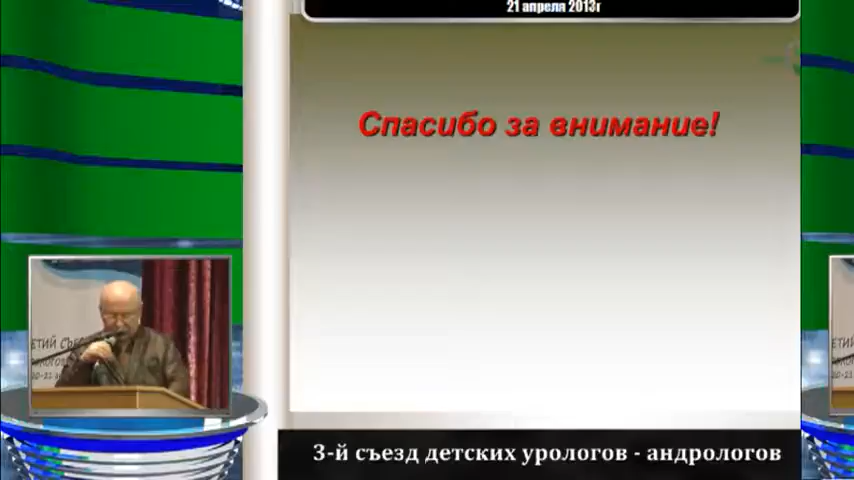 21 апреля 2013г
Спасибо за внимание!
3-й съезд детских урологов - андрологов